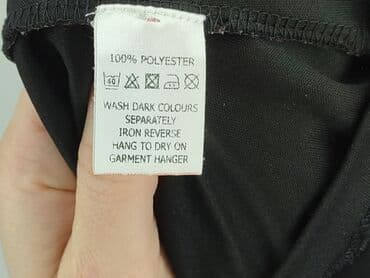 100% POLYESTER
40
WASH DARK COLOURS
SEPARATELY
IRON REVERSE
HANG TO DRY ON
GARMENT HANGER